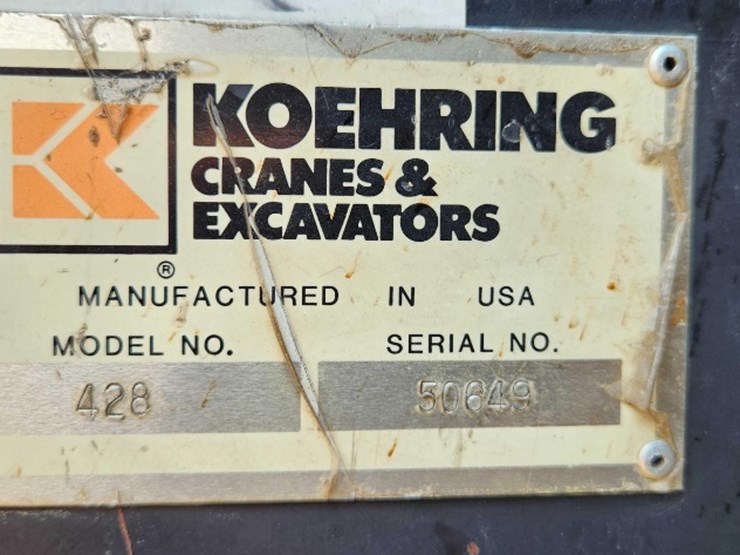 KOEHRING
CRANES &
EXCAVATORS
®
MANUFACTURED IN USA
MODEL NO. SERIAL NO.
428 50649